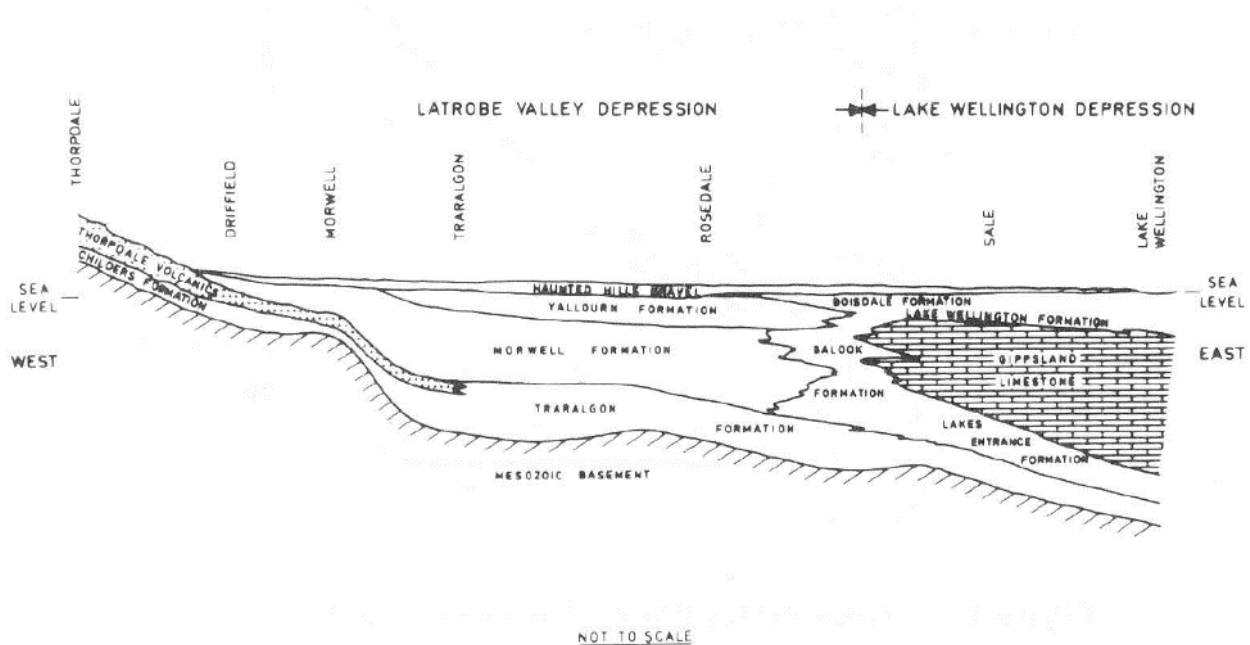 LATROBE VALLEY DEPRESSION
LAKE WELLINGTON DEPRESSION
THORPDALE
DRIFFIELD
MORWELL
TRARALGON
ROSEDALE
SALE
LAKE
WELLINGTON
THORPDALE VOLCANICS
CHILDERS FORMATION
SEA
LEVEL
HAUNTED HILLS GRAVEL
BOISDALE FORMATION
SEA
LEVEL
YALLOURN FORMATION
LAKE WELLINGTON FORMATION
WEST
MORWELL FORMATION
BALOOK
FORMATION
GIPPSLAND
LIMESTONE
EAST
TRARALGON
FORMATION
LAKES
ENTRANCE
FORMATION
MESOZOIC BASEMENT
NOT TO SCALE